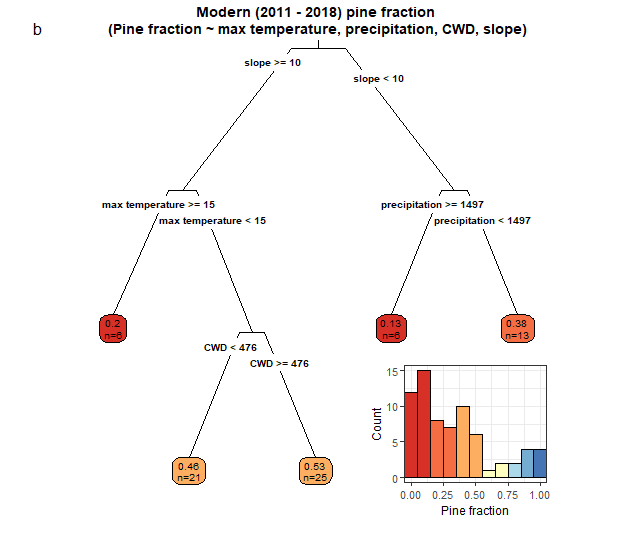 b
Modern (2011 - 2018) pine fraction
(Pine fraction ~ max temperature, precipitation, CWD, slope)
slope >= 10
slope < 10
max temperature >= 15
max temperature < 15
precipitation >= 1497
precipitation < 1497
0.2
n=6
0.13
n=6
0.38
n=13
CWD < 476
CWD >= 476
0.46
n=21
0.53
n=25
15
10
5
0
Count
0.00 0.25 0.50 0.75 1.00
Pine fraction